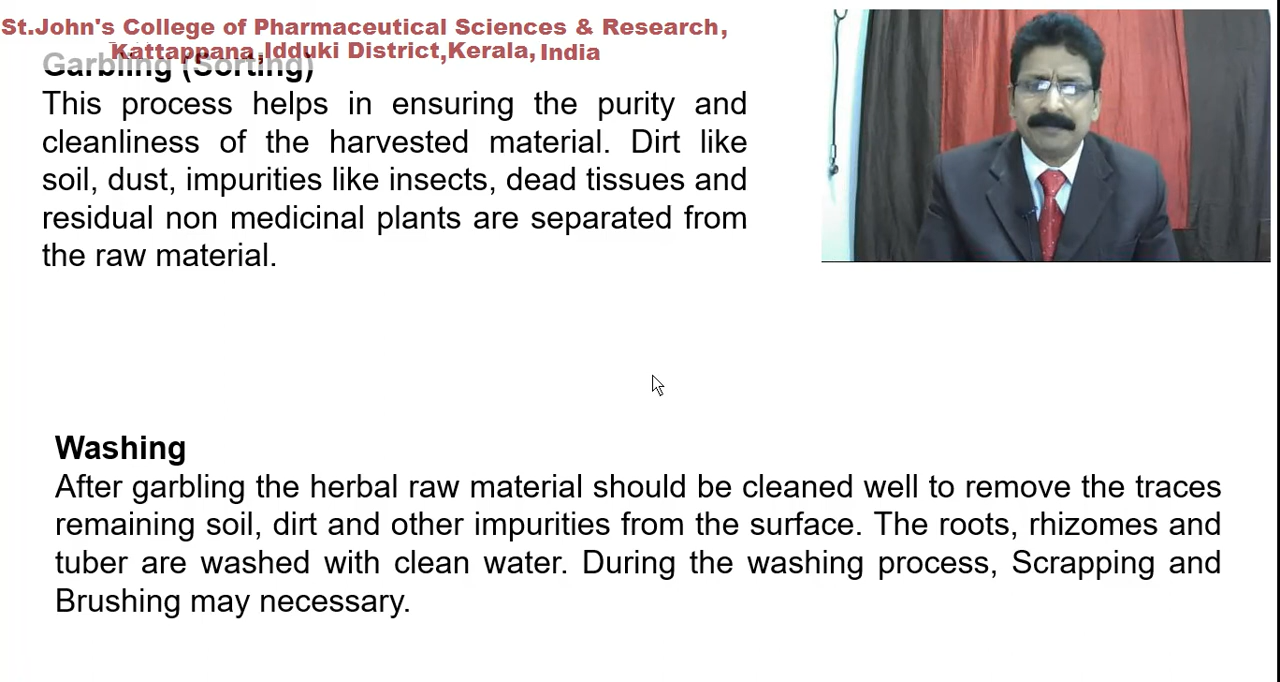 St.John's College of Pharmaceutical Sciences & Research,
Kattappana,Idduki District,Kerala, India
Garbling (Sorting)
This process helps in ensuring the purity and
cleanliness of the harvested material. Dirt like
soil, dust, impurities like insects, dead tissues and
residual non medicinal plants are separated from
the raw material.
Washing
After garbling the herbal raw material should be cleaned well to remove the traces
remaining soil, dirt and other impurities from the surface. The roots, rhizomes and
tuber are washed with clean water. During the washing process, Scrapping and
Brushing may necessary.